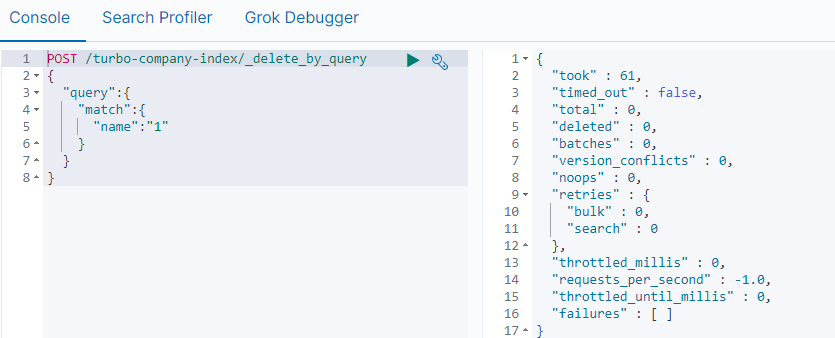 Console Search Profiler Grok Debugger
1 POST /turbo-company-index/_delete_by_query
2 {
3 "query":{
4 "match":{
5 "name":"1"
6 }
7 }
8 }
1 {
2 "took" : 61,
3 "timed_out" : false,
4 "total" : 0,
5 "deleted" : 0,
6 "batches" : 0,
7 "version_conflicts" : 0,
8 "noops" : 0,
9 "retries" : {
10 "bulk" : 0,
11 "search" : 0
12 },
13 "throttled_millis" : 0,
14 "requests_per_second" : -1.0,
15 "throttled_until_millis" : 0,
16 "failures" : [ ]
17 }